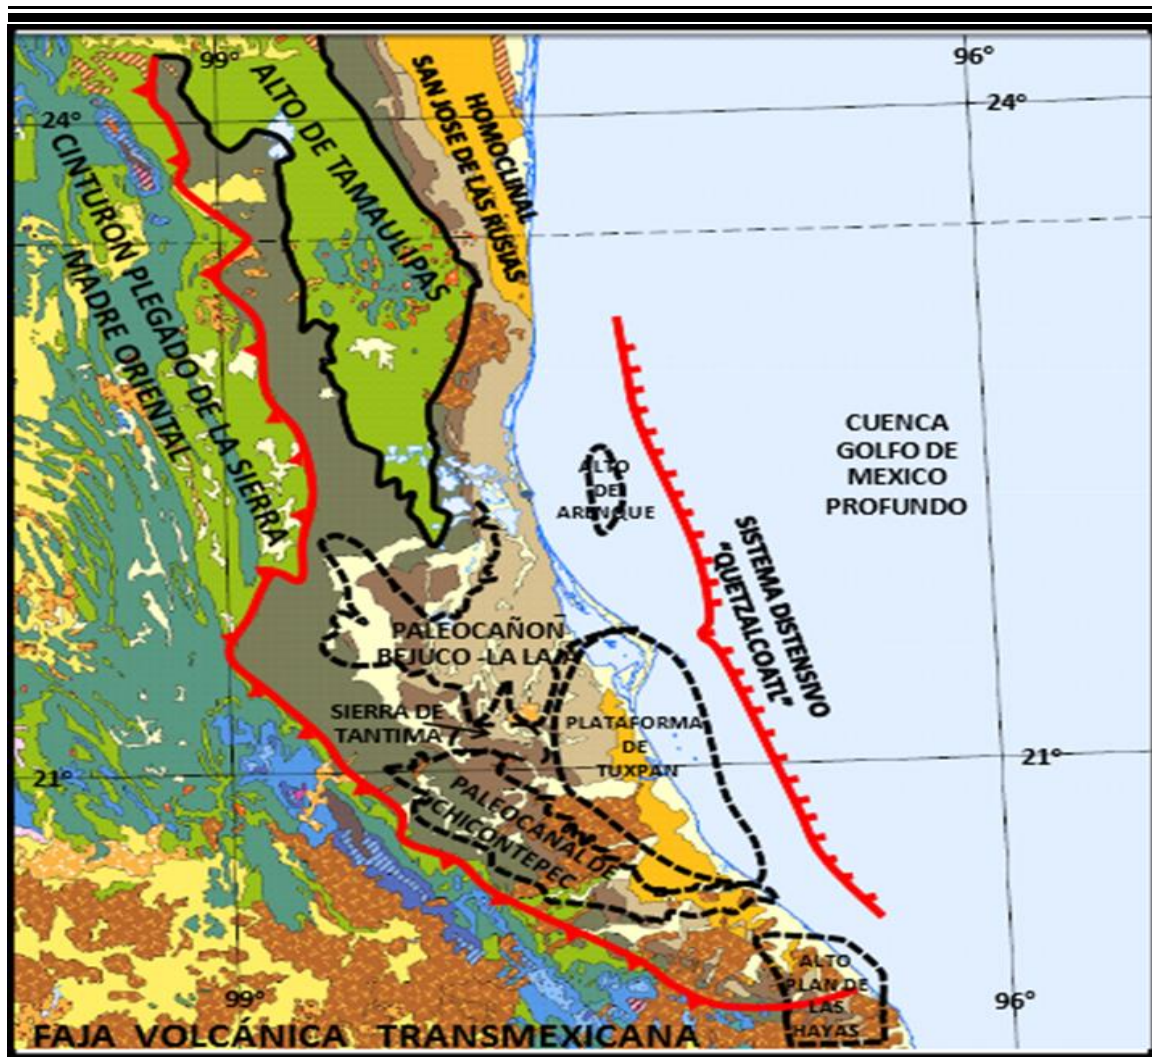 99°
96°
24°
24°
ALTO DE TAMAULIPAS
HOMOCLINAL
SAN JOSE DE LAS RUSIAS
CINTURON PLEGADO DE LA SIERRA
MADRE ORIENTAL
CUENCA
GOLFO DE
MEXICO
PROFUNDO
ALTO
DE
ARENQUE
SISTEMA DISTENSIVO
"QUETZALCOATL"
PALEOCAÑON
BEJUCO -LA LAJA
SIERRA DE
TANTIMA
PLATAFORMA
DE
TUXPAN
21°
21°
PALEOCANAL DE
CHICONTEPEC
ALTO
PLAN DE
LAS
HAYAS
99°
96°
FAJA VOLCÁNICA TRANSMEXICANA